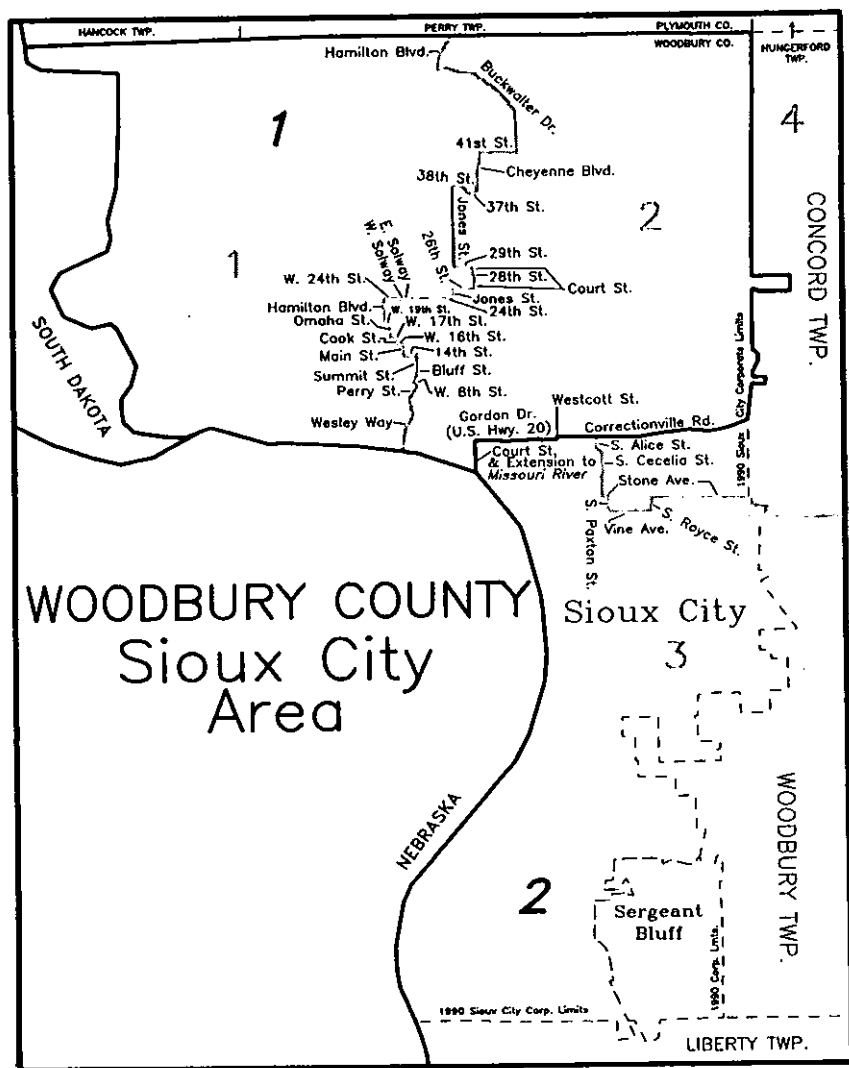 HANCOCK TWP.
PERRY TWP.
PLYMOUTH CO.
WOODBURY CO.
HUNGERFORD
TWP.
Hamilton Blvd.
Buckwalter Dr.
1
4
41st St.
Cheyenne Blvd.
38th St.
37th St.
Jones St.
2
CONCORD TWP.
E. Solway
W. Solway
26th St.
29th St.
28th St.
Court St.
1
W. 24th St.
Jones St.
24th St.
Hamilton Blvd.
W. 19th St.
Omaha St.
W. 17th St.
Cook St.
W. 16th St.
Main St.
14th St.
Summit St.
Bluff St.
Perry St.
W. 8th St.
SOUTH DAKOTA
1990 Sioux City Corporate Limits
Wesley Way
Westcott St.
Gordon Dr.
(U.S. Hwy. 20)
Correctionville Rd.
Court St,
& Extension to
Missouri River
S. Alice St.
S. Cecelia St.
Stone Ave.
S. Paxton St.
Vine Ave.
S. Royce St.
WOODBURY COUNTY
Sioux City
Area
Sioux City
3
NEBRASKA
WOODBURY TWP.
2
Sergeant
Bluff
1990 Corp. Lmts.
1990 Sioux City Corp. Limits
LIBERTY TWP.